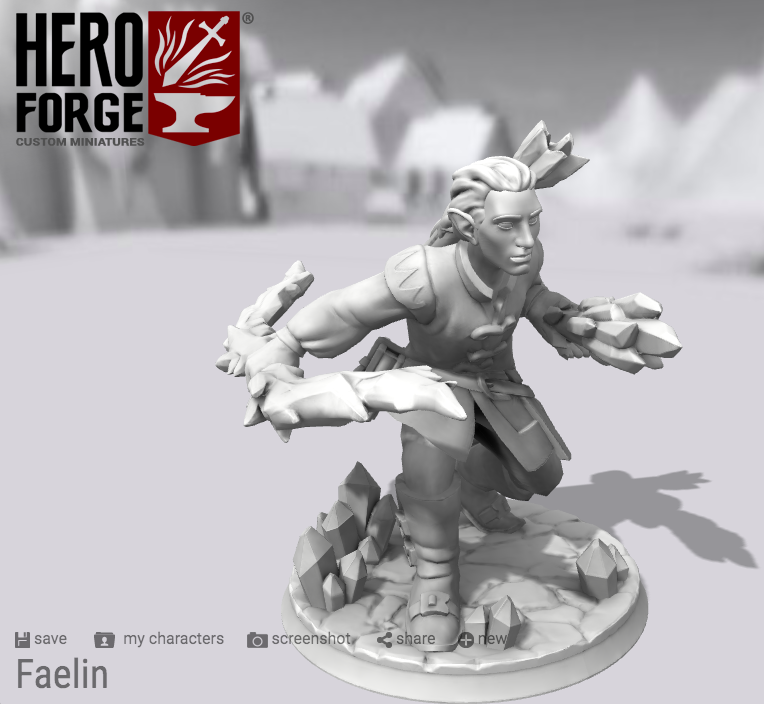 HERO
FORGE
®
CUSTOM MINIATURES
save my characters screenshot share new
Faelin